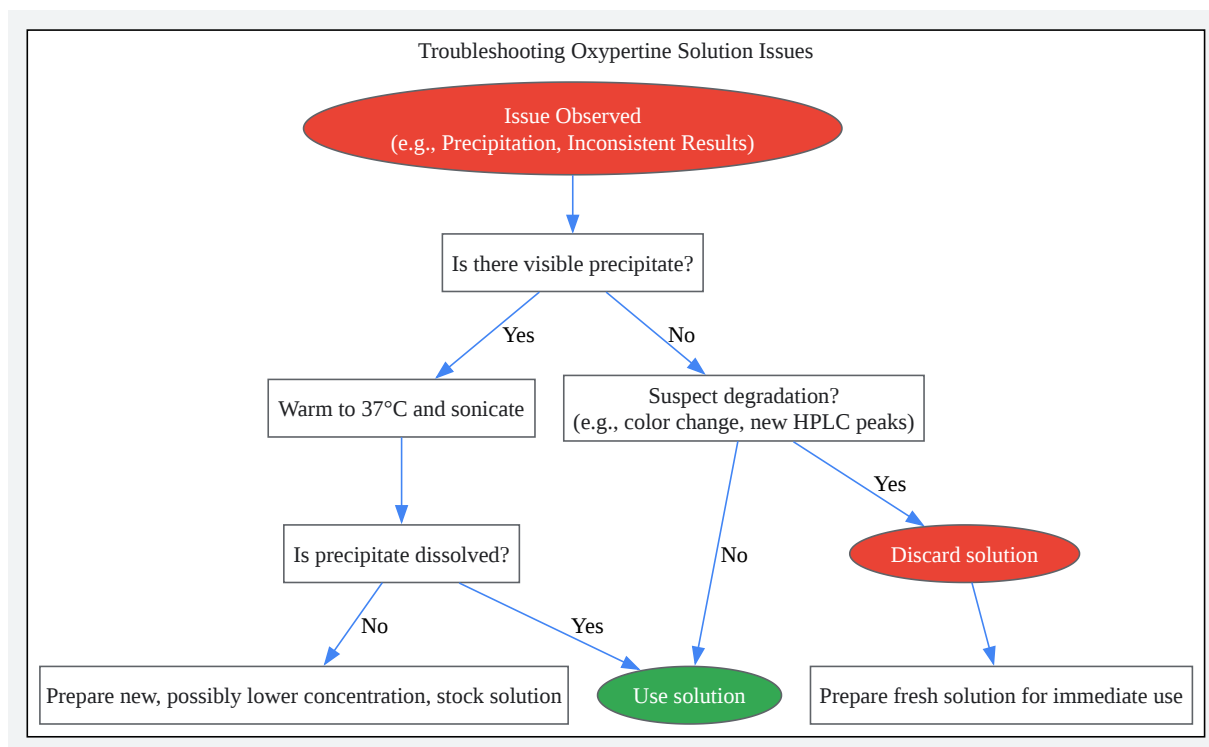 Troubleshooting Oxypertine Solution Issues
Issue Observed
(e.g., Precipitation, Inconsistent Results)
Is there visible precipitate?
Yes
No
Warm to 37°C and sonicate
Suspect degradation?
(e.g., color change, new HPLC peaks)
Yes
Is precipitate dissolved?
No
Discard solution
No
Yes
Prepare new, possibly lower concentration, stock solution
Use solution
Prepare fresh solution for immediate use